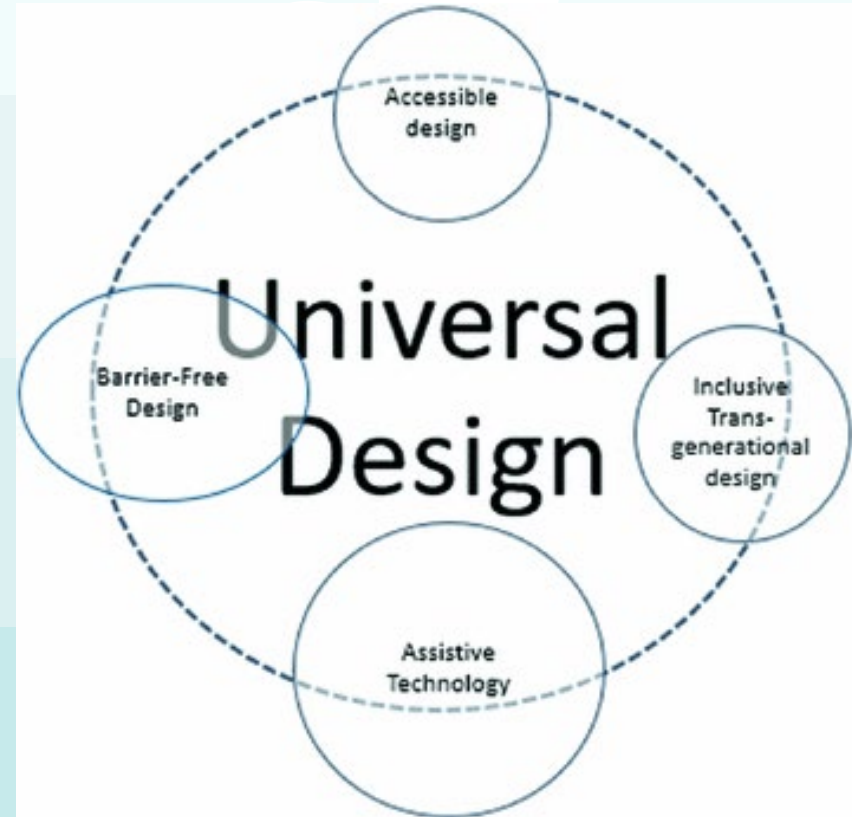 Accessible
design
Universal
Design
Barrier-Free
Design
Inclusive
Trans-
generational
design
Assistive
Technology